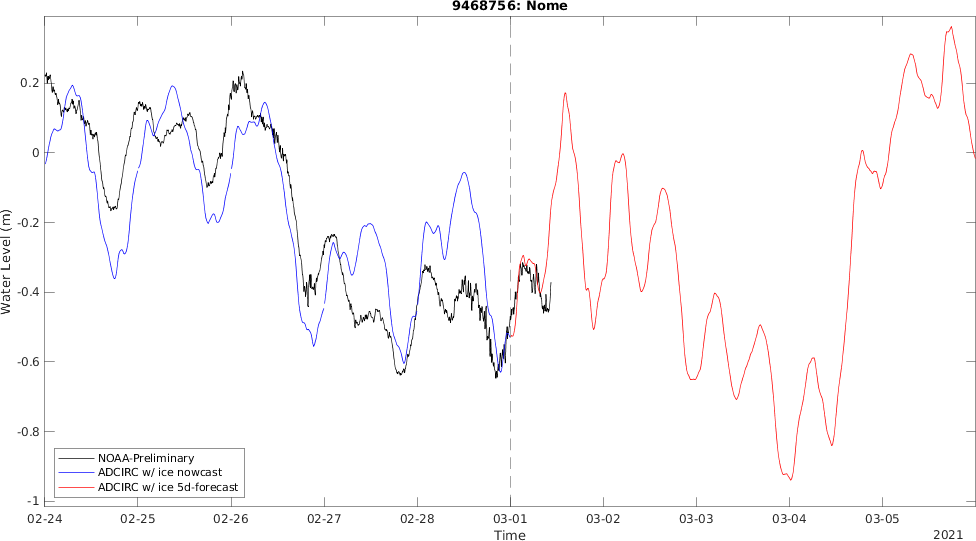 9468756: Nome
0.2
0
-0.2
-0.4
-0.6
-0.8
-1
Water Level (m)
NOAA-Preliminary
ADCIRC w/ ice nowcast
ADCIRC w/ ice 5d-forecast
02-24 02-25 02-26 02-27 02-28 03-01 03-02 03-03 03-04 03-05
Time
2021